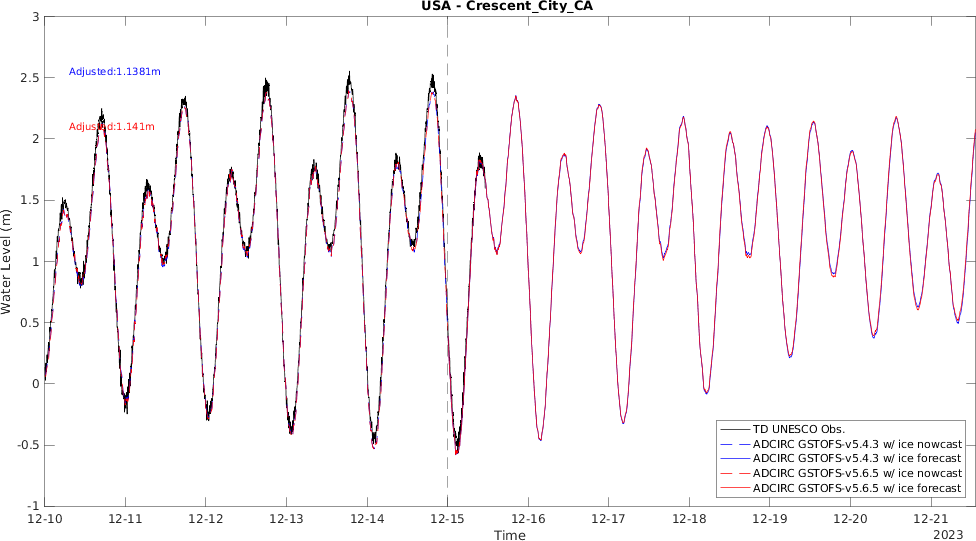 USA - Crescent_City_CA
3
2.5
2
1.5
1
0.5
0
-0.5
-1
Water Level (m)
Adjusted:1.1381m
Adjusted:1.141m
TD UNESCO Obs.
ADCIRC GSTOFS-v5.4.3 w/ ice nowcast
ADCIRC GSTOFS-v5.4.3 w/ ice forecast
ADCIRC GSTOFS-v5.6.5 w/ ice nowcast
ADCIRC GSTOFS-v5.6.5 w/ ice forecast
12-10 12-11 12-12 12-13 12-14 12-15 12-16 12-17 12-18 12-19 12-20 12-21
Time
2023